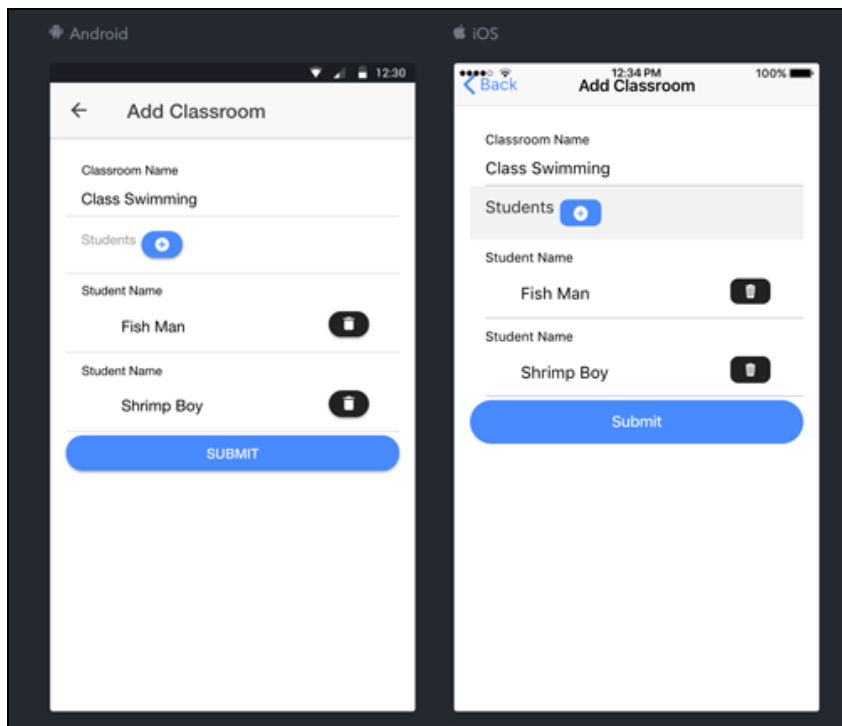 Android
12:30
Add Classroom
Classroom Name
Class Swimming
Students
Student Name
Fish Man
Student Name
Shrimp Boy
SUBMIT
iOS
12:34 PM
100%
Back
Add Classroom
Classroom Name
Class Swimming
Students
Student Name
Fish Man
Student Name
Shrimp Boy
Submit